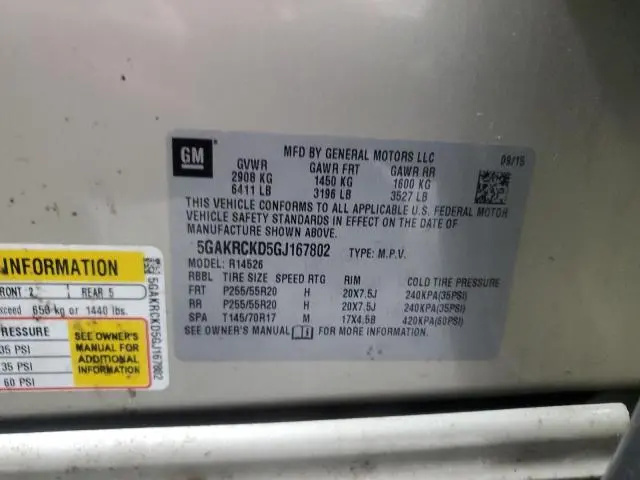 GM
MFD BY GENERAL MOTORS LLC
09/15
GVWR GAWR FRT GAWR RR
2908 KG 1450 KG 1600 KG
6411 LB 3196 LB 3527 LB
THIS VEHICLE CONFORMS TO ALL APPLICABLE U.S. FEDERAL MOTOR
VEHICLE SAFETY STANDARDS IN EFFECT ON THE DATE OF
MANUFACTURE SHOWN ABOVE.
5GAKRCKD5GJ167802 TYPE: M.P.V.
MODEL: R14526
RBBL TIRE SIZE SPEED RTG RIM COLD TIRE PRESSURE
FRT P255/55R20 H 20X7.5J 240KPA(35PSI)
RR P255/55R20 H 20X7.5J 240KPA(35PSI)
SPA T145/70R17 M 17X4.5B 420KPA(60PSI)
SEE OWNER'S MANUAL FOR MORE INFORMATION.
INFORMATION
FRONT 2 REAR 5
exceed 650 kg or 1440 lbs.
PRESSURE
35 PSI
35 PSI
60 PSI
SEE OWNER'S
MANUAL FOR
ADDITIONAL
INFORMATION
5GAKRCKD5GJ167802